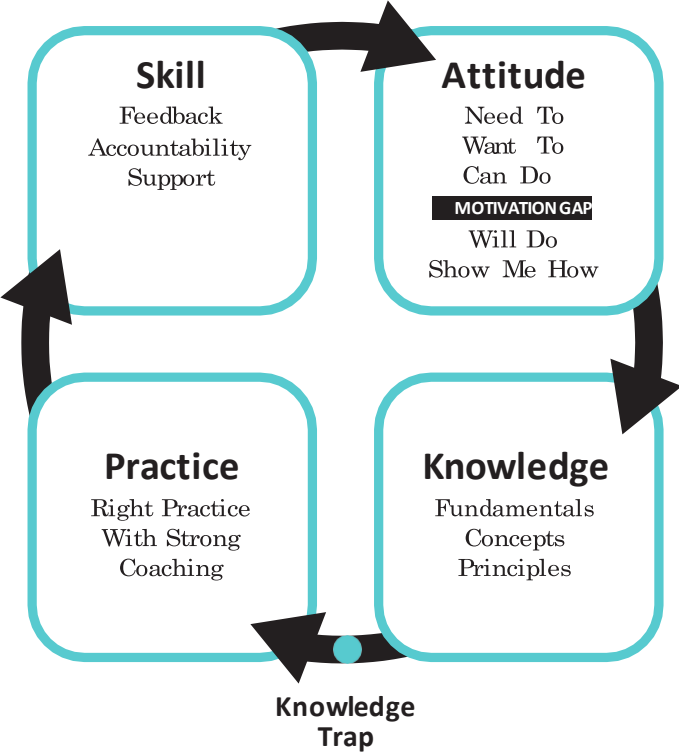 Skill
Feedback
Accountability
Support
Attitude
Need To
Want To
Can Do
MOTIVATION GAP
Will Do
Show Me How
Practice
Right Practice
With Strong
Coaching
Knowledge
Fundamentals
Concepts
Principles
Knowledge
Trap